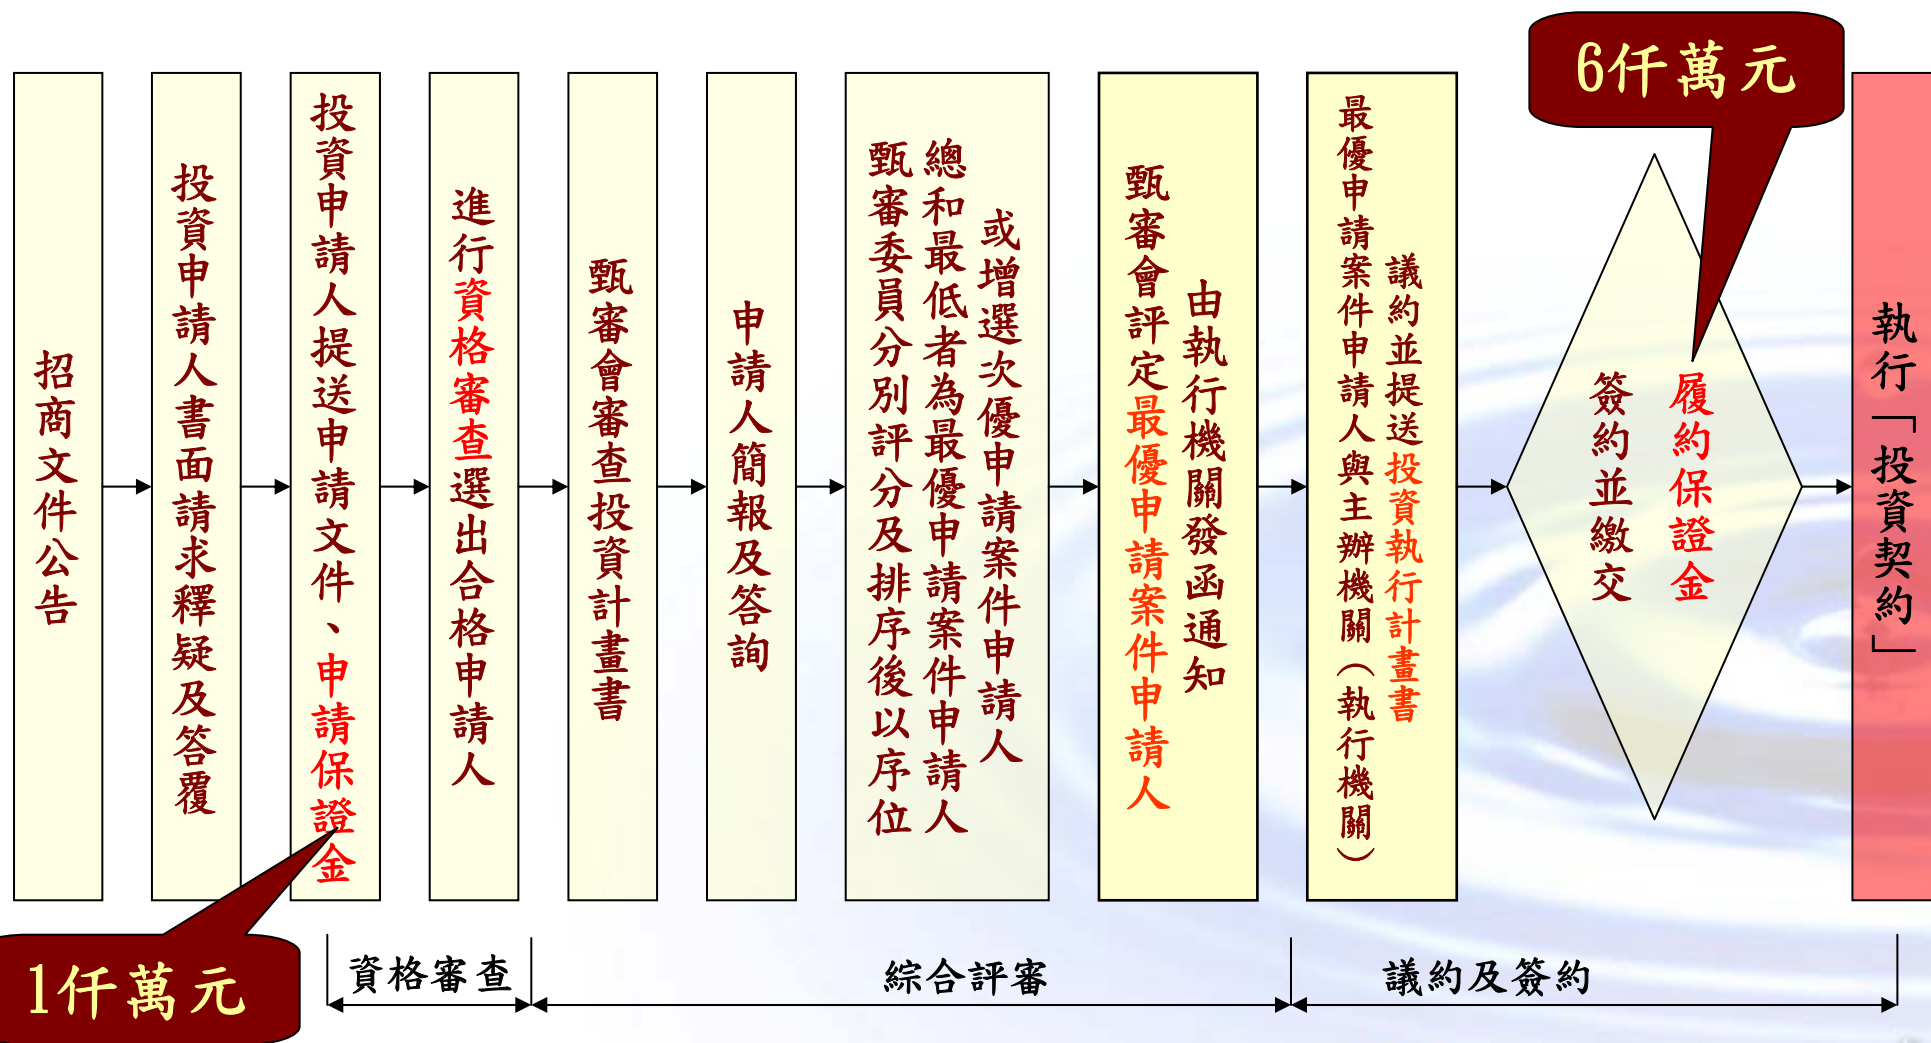 招商文件公告
投資申請人書面請求釋疑及答覆
投資申請人提送申請文件、申請保證金
1仟萬元
進行資格審查選出合格申請人
甄審會審查投資計畫書
申請人簡報及答詢
甄審委員分別評分及排序後以序位
總和最低者為最優申請案件申請人
或增選次優申請案件申請人
甄審會評定最優申請案件申請人
由執行機關發函通知
最優申請案件申請人與主辦機關（執行機關）
議約並提送投資執行計畫書
簽約並繳交
履約保證金
6仟萬元
執行「投資契約」
資格審查
綜合評審
議約及簽約